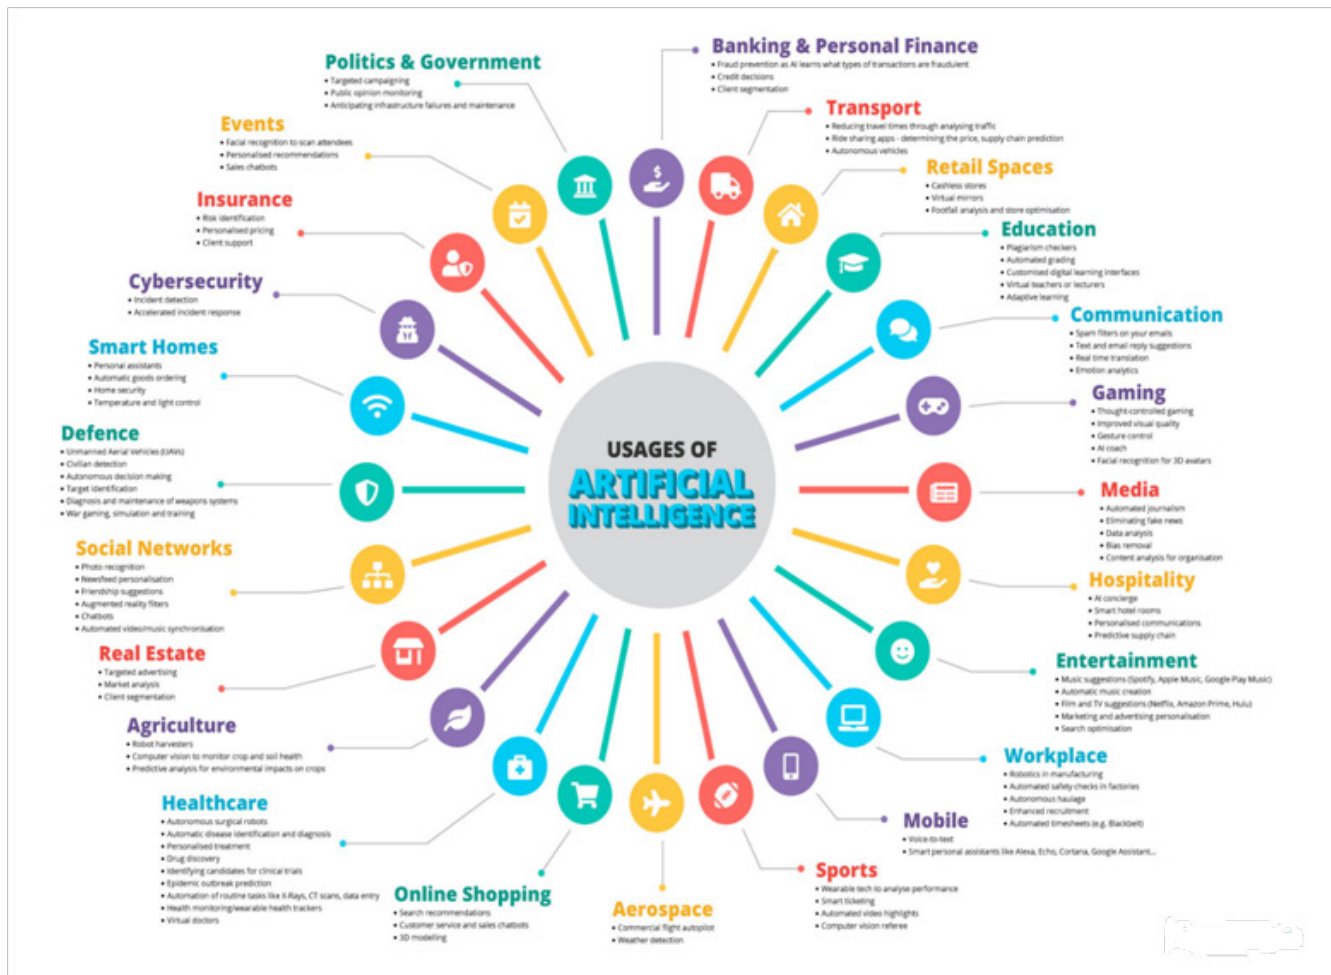 USAGES OF
ARTIFICIAL
INTELLIGENCE
Banking & Personal Finance
• Fraud prevention as AI learns what types of transactions are fraudulent
• Credit decisions
• Client segmentation
Transport
• Reducing travel times through analysing traffic
• Ride sharing apps - determining the price, supply chain prediction
• Autonomous vehicles
Retail Spaces
• Cashless stores
• Virtual mirrors
• Footfall analysis and store optimisation
Education
• Plagiarism checkers
• Automated grading
• Customised digital learning interfaces
• Virtual teachers or lecturers
• Adaptive learning
Communication
• Spam filters on your emails
• Text and email reply suggestions
• Real time translation
• Emotion analytics
Gaming
• Thought-controlled gaming
• Improved visual quality
• Gesture control
• AI coach
• Facial recognition for 3D avatars
Media
• Automated journalism
• Eliminating fake news
• Data analysis
• Bias removal
• Content analysis for organisation
Hospitality
• AI concierge
• Smart hotel rooms
• Personalised communications
• Predictive supply chain
Entertainment
• Music suggestions (Spotify, Apple Music, Google Play Music)
• Automatic music creation
• Film and TV suggestions (Netflix, Amazon Prime, Hulu)
• Marketing and advertising personalisation
• Search optimisation
Workplace
• Robotics in manufacturing
• Automated safety checks in factories
• Autonomous haulage
• Enhanced recruitment
• Automated timesheets (e.g. Blackbelt)
Mobile
• Voice-to-text
• Smart personal assistants like Alexa, Echo, Cortana, Google Assistant...
Sports
• Wearable tech to analyse performance
• Smart ticketing
• Automated video highlights
• Computer vision referee
Aerospace
• Commercial flight autopilot
• Weather detection
Online Shopping
• Search recommendations
• Customer service and sales chatbots
• 3D modelling
Healthcare
• Autonomous surgical robots
• Automatic disease identification and diagnosis
• Personalised treatment
• Drug discovery
• Identifying candidates for clinical trials
• Epidemic outbreak prediction
• Automation of routine tasks like X-Rays, CT scans, data entry
• Health monitoring/wearable health trackers
• Virtual doctors
Agriculture
• Robot harvesters
• Computer vision to monitor crop and soil health
• Predictive analysis for environmental impacts on crops
Real Estate
• Targeted advertising
• Market analysis
• Client segmentation
Social Networks
• Photo recognition
• Newsfeed personalisation
• Friendship suggestions
• Augmented reality filters
• Chatbots
• Automated video/music synchronisation
Defence
• Unmanned Aerial Vehicles (UAVs)
• Civilian detection
• Autonomous decision making
• Target identification
• Diagnosis and maintenance of weapons systems
• War gaming, simulation and training
Smart Homes
• Personal assistants
• Automatic goods ordering
• Home security
• Temperature and light control
Cybersecurity
• Incident detection
• Accelerated incident response
Insurance
• Risk identification
• Personalised pricing
• Client support
Events
• Facial recognition to scan attendees
• Personalised recommendations
• Sales chatbots
Politics & Government
• Targeted campaigning
• Public opinion monitoring
• Anticipating infrastructure failures and maintenance